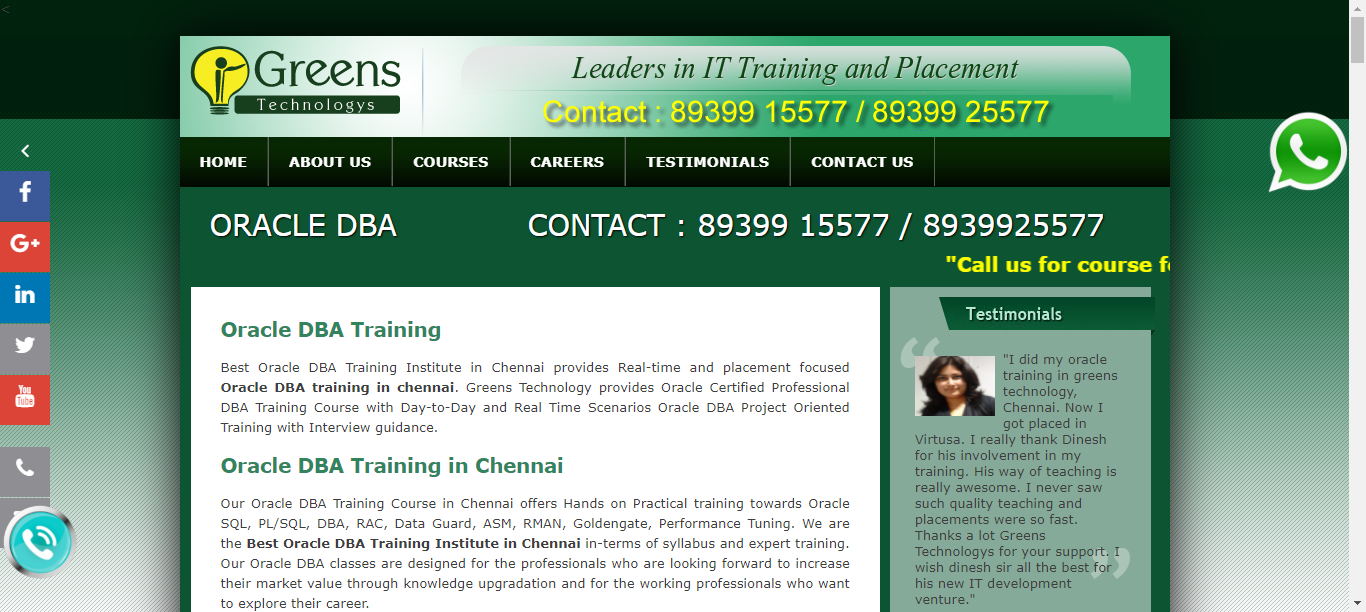 <
Greens
Technologys
Leaders in IT Training and Placement
Contact : 89399 15577 / 89399 25577
HOME ABOUT US COURSES CAREERS TESTIMONIALS CONTACT US
ORACLE DBA CONTACT : 89399 15577 / 8939925577
"Call us for course fe
f
G+
in
You
Tube
Oracle DBA Training
Best Oracle DBA Training Institute in Chennai provides Real-time and placement focused
Oracle DBA training in chennai. Greens Technology provides Oracle Certified Professional
DBA Training Course with Day-to-Day and Real Time Scenarios Oracle DBA Project Oriented
Training with Interview guidance.
Oracle DBA Training in Chennai
Our Oracle DBA Training Course in Chennai offers Hands on Practical training towards Oracle
SQL, PL/SQL, DBA, RAC, Data Guard, ASM, RMAN, Goldengate, Performance Tuning. We are
the Best Oracle DBA Training Institute in Chennai in-terms of syllabus and expert training.
Our Oracle DBA classes are designed for the professionals who are looking forward to increase
their market value through knowledge upgradation and for the working professionals who want
to explore their career.
Testimonials
"I did my oracle
training in greens
technology,
Chennai. Now I
got placed in
Virtusa. I really thank Dinesh
for his involvement in my
training. His way of teaching is
really awesome. I never saw
such quality teaching and
placements were so fast.
Thanks a lot Greens
Technologys for your support. I
wish dinesh sir all the best for
his new IT development
venture."